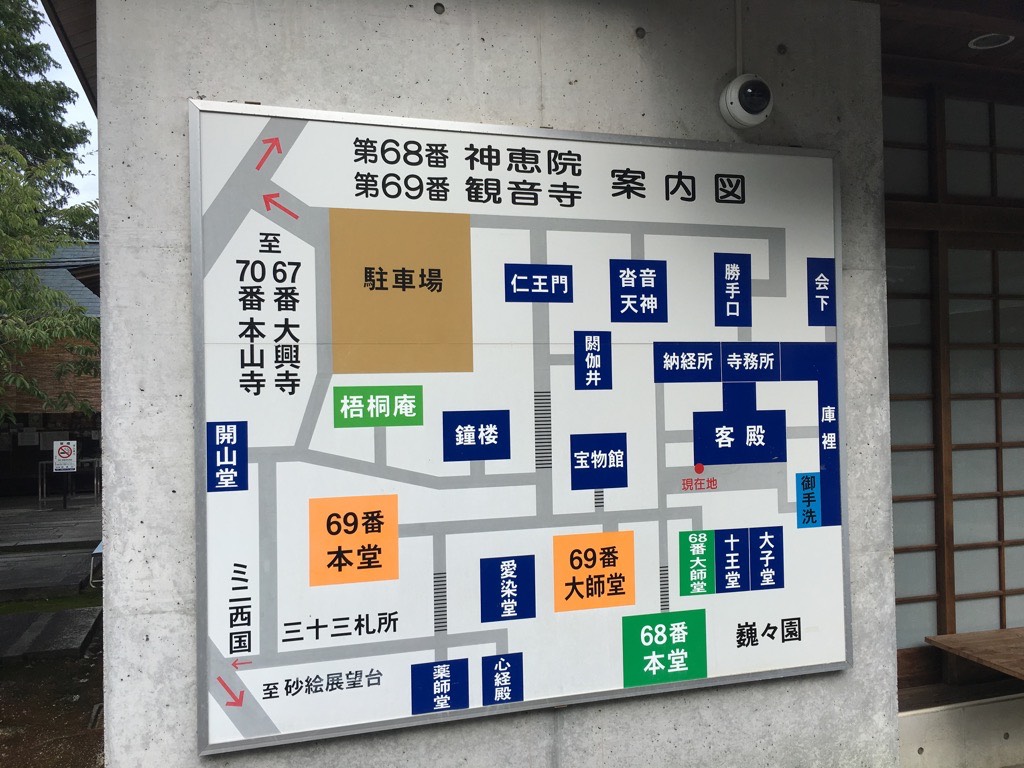 第68番 神恵院
第69番 観音寺
案内図
至
67番 大興寺
70番 本山寺
駐車場
仁王門
沓音
天神
勝手口
会下
閼伽井
納経所
寺務所
庫裡
梧桐庵
鐘楼
客殿
宝物館
現在地
御手洗
開山堂
69番
本堂
愛染堂
69番
大師堂
68番大師堂
十王堂
大子堂
68番
本堂
巍々園
ミニ西国
三十三札所
至 砂絵展望台
薬師堂
心経殿